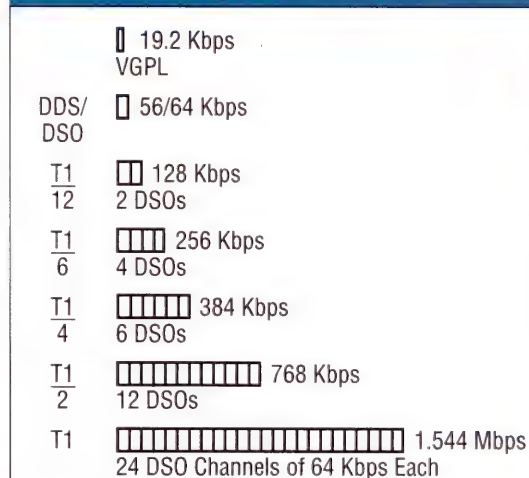 19.2 Kbps
VGPL
DDS/ 56/64 Kbps
DSO
T1 128 Kbps
12 2 DSOs
T1 256 Kbps
6 4 DSOs
T1 384 Kbps
4 6 DSOs
T1 768 Kbps
2 12 DSOs
T1 1.544 Mbps
24 DSO Channels of 64 Kbps Each